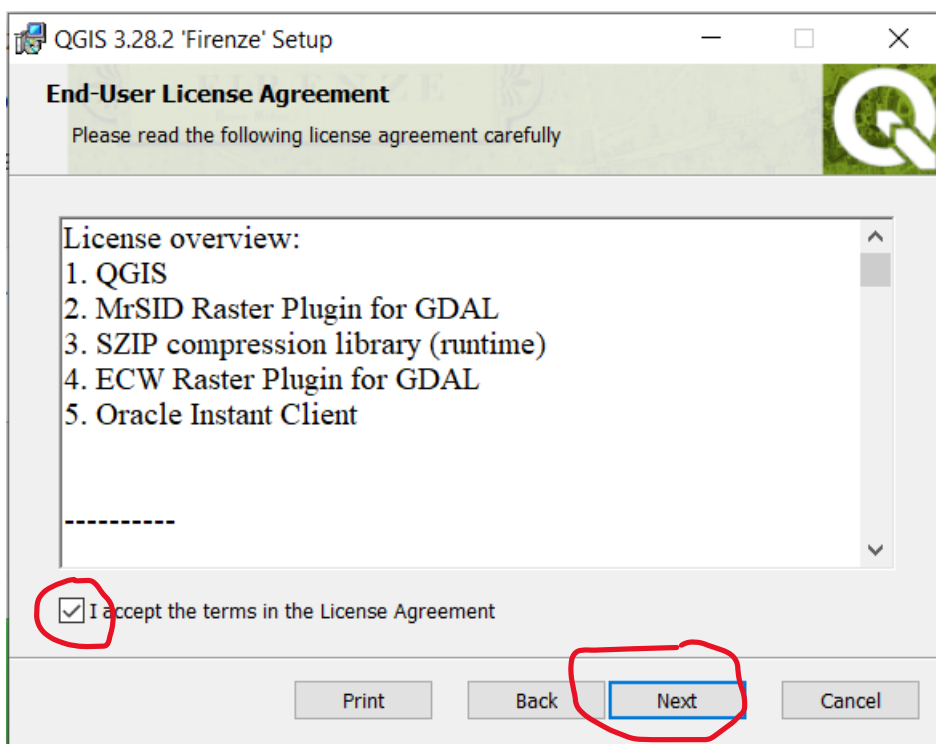 QGIS 3.28.2 'Firenze' Setup
FIRENZE
End-User License Agreement
Please read the following license agreement carefully
License overview:
1. QGIS
2. MrSID Raster Plugin for GDAL
3. SZIP compression library (runtime)
4. ECW Raster Plugin for GDAL
5. Oracle Instant Client
----------
I accept the terms in the License Agreement
Print Back Next Cancel